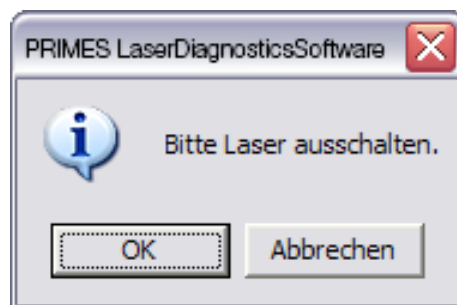 PRIMES LaserDiagnosticsSoftware
Bitte Laser ausschalten.
OK
Abbrechen